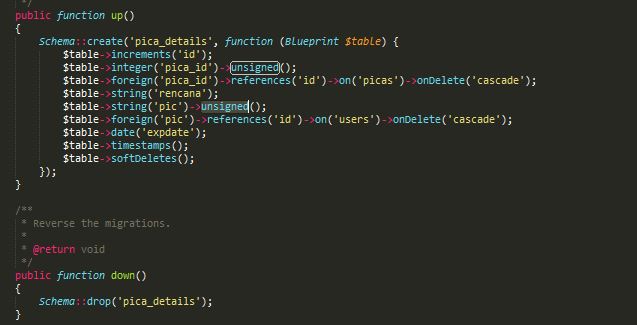 */
public function up()
{
Schema::create('pica_details', function (Blueprint $table) {
$table->increments('id');
$table->integer('pica_id')->unsigned();
$table->foreign('pica_id')->references('id')->on('picas')->onDelete('cascade');
$table->string('rencana');
$table->string('pic')->unsigned();
$table->foreign('pic')->references('id')->on('users')->onDelete('cascade');
$table->date('expdate');
$table->timestamps();
$table->softDeletes();
});
}
/**
* Reverse the migrations.
*
* @return void
*/
public function down()
{
Schema::drop('pica_details');
}